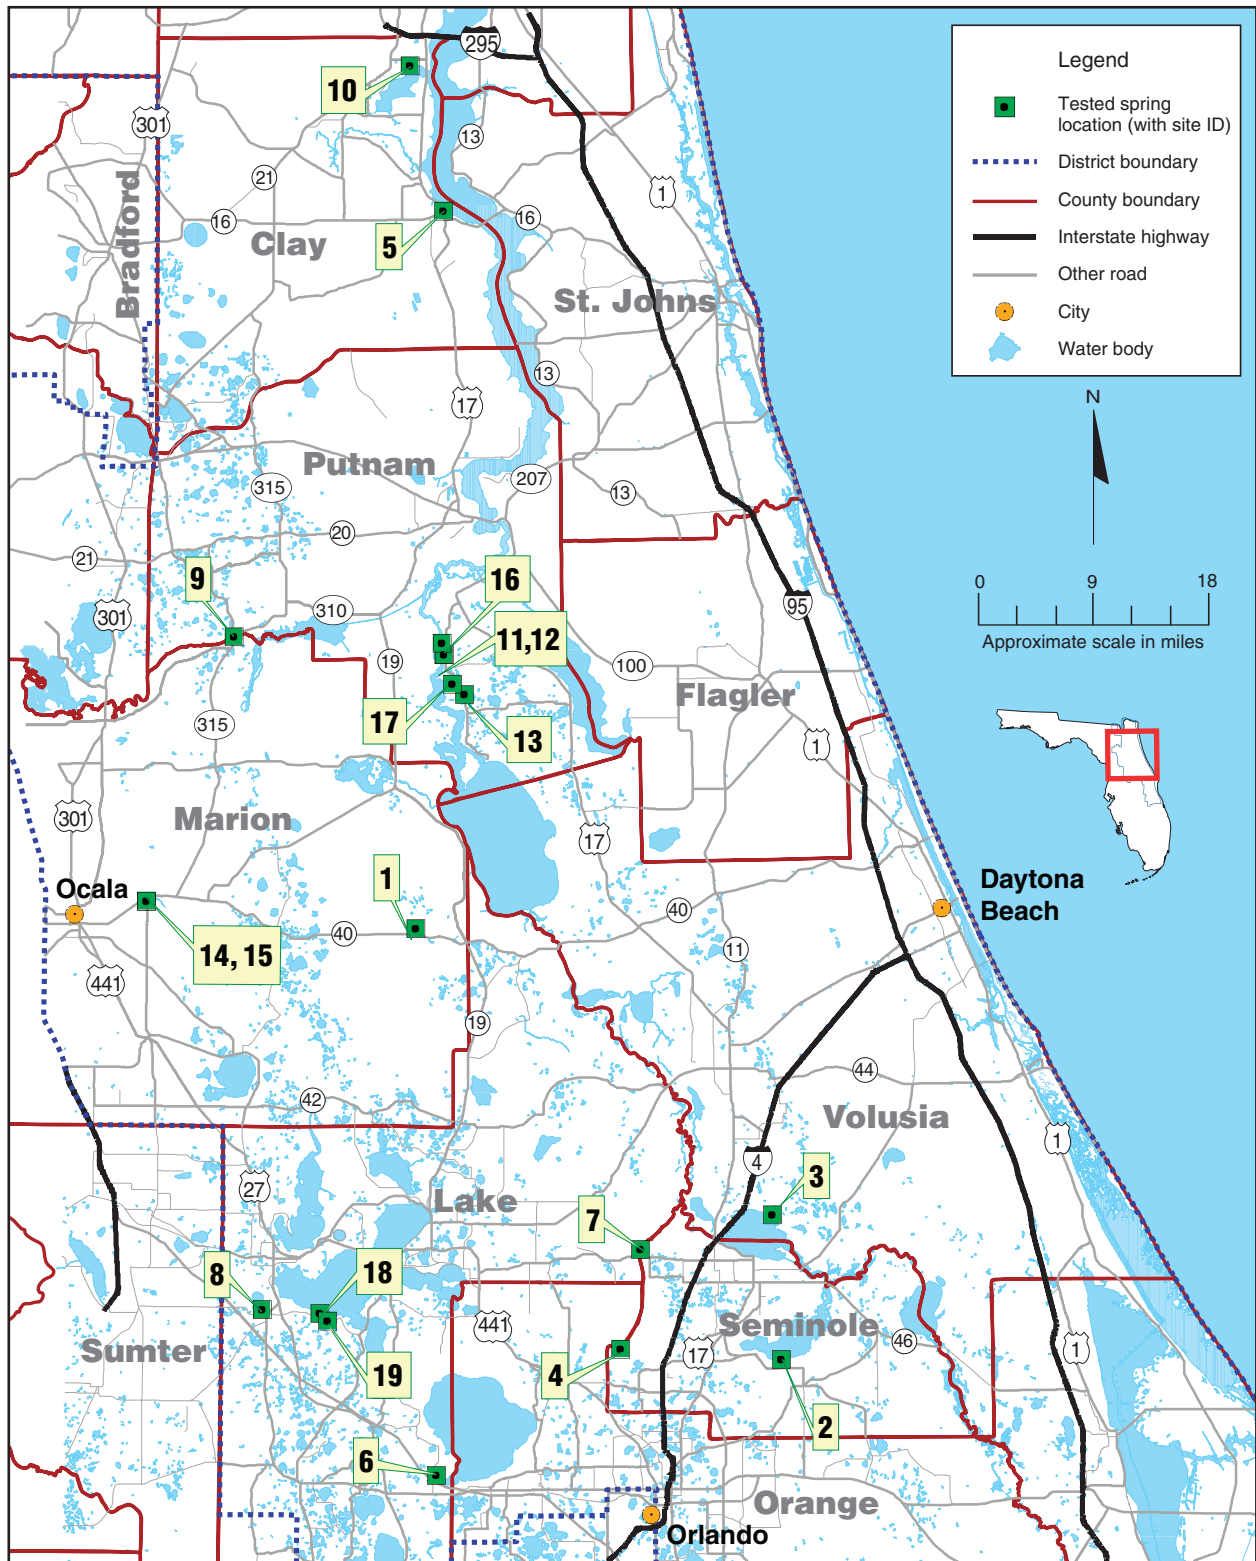 295
10
301
13
21
1
16
16
5
Clay
Bradford
St. Johns
13
17
Putnam
315
207
13
20
21
9
16
310
301
11,12
19
100
Flagler
17
13
315
1
Marion
301
17
1
Ocala
40
40
14, 15
11
441
19
44
42
Volusia
1
4
3
27
Lake
7
8
18
441
Seminole
46
Sumter
17
1
19
4
2
6
Orange
Orlando
95
Daytona
Beach
Legend
Tested spring
location (with site ID)
District boundary
County boundary
Interstate highway
Other road
City
Water body
N
0 9 18
Approximate scale in miles